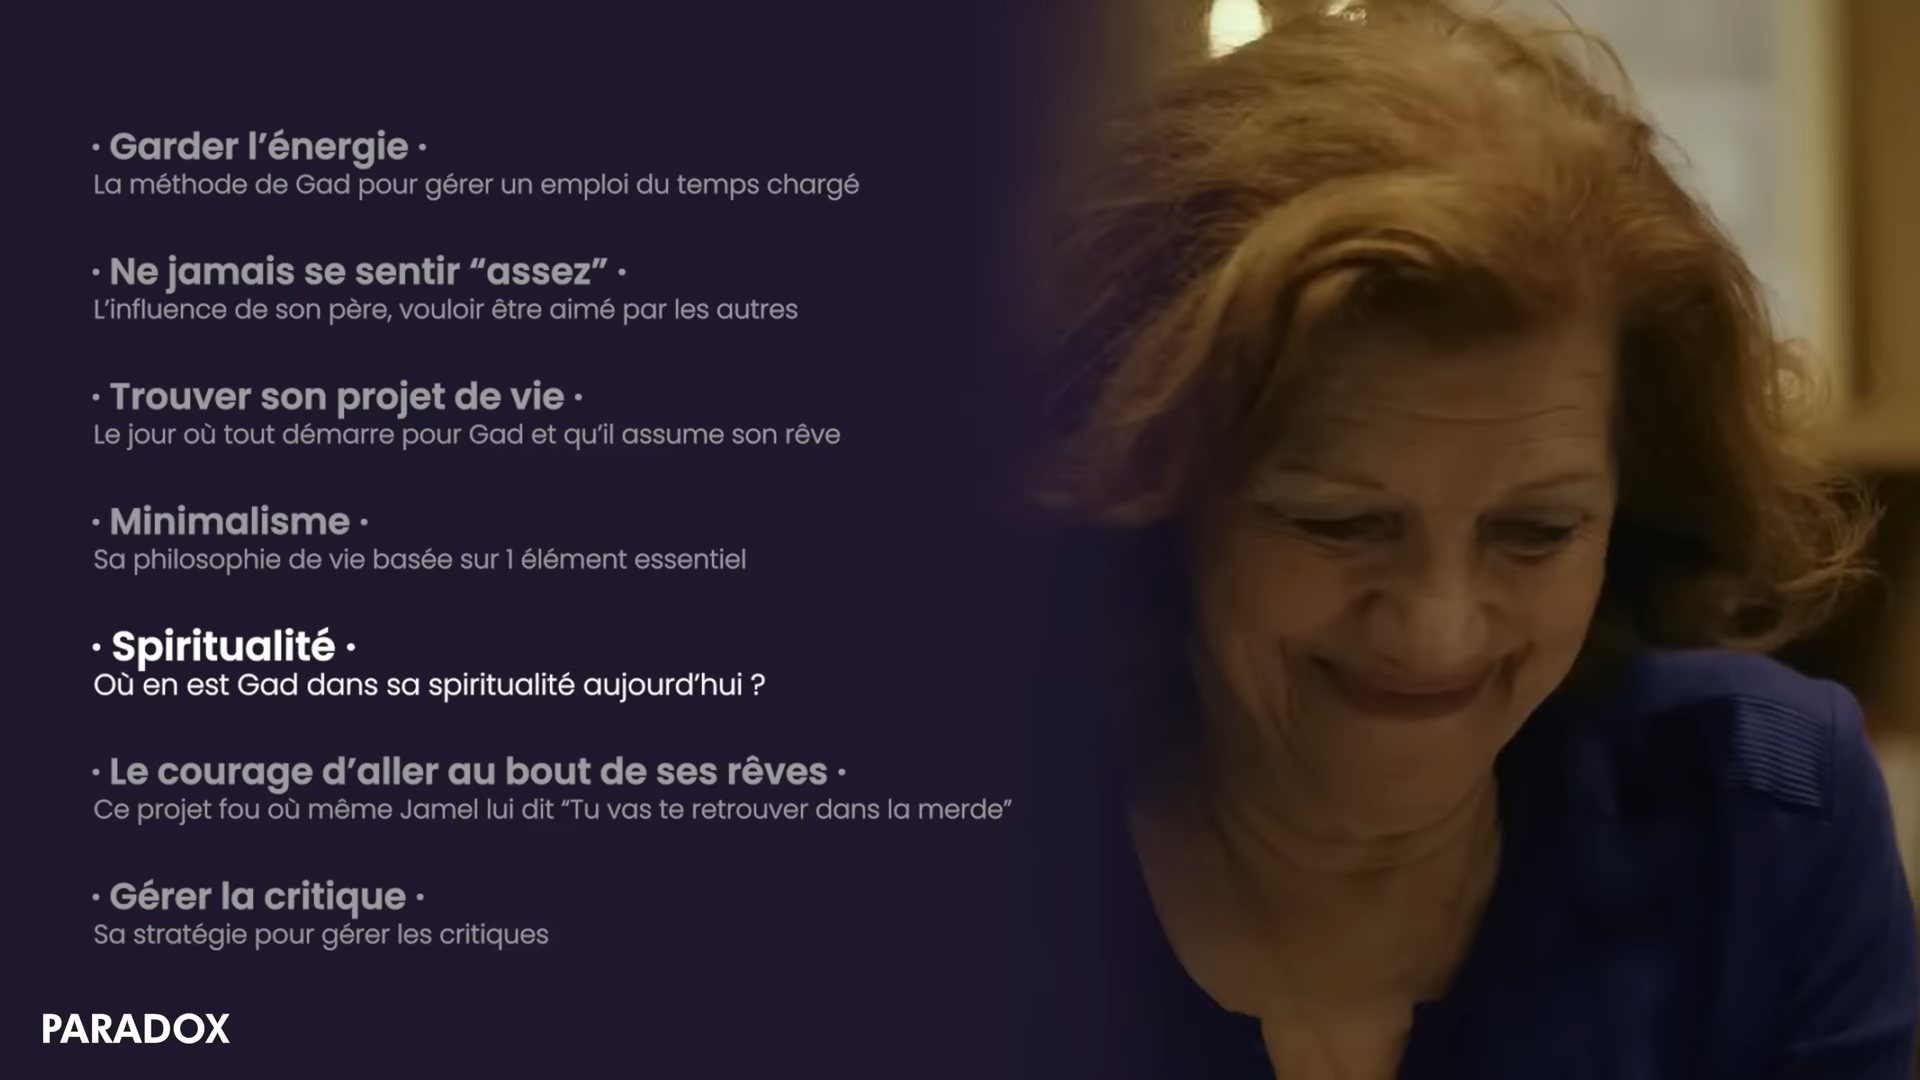 · Garder l’énergie ·
La méthode de Gad pour gérer un emploi du temps chargé
· Ne jamais se sentir “assez” ·
L’influence de son père, vouloir être aimé par les autres
· Trouver son projet de vie ·
Le jour où tout démarre pour Gad et qu’il assume son rêve
· Minimalisme ·
Sa philosophie de vie basée sur 1 élément essentiel
· Spiritualité ·
Où en est Gad dans sa spiritualité aujourd’hui ?
· Le courage d’aller au bout de ses rêves ·
Ce projet fou où même Jamel lui dit “Tu vas te retrouver dans la merde”
· Gérer la critique ·
Sa stratégie pour gérer les critiques
PARADOX